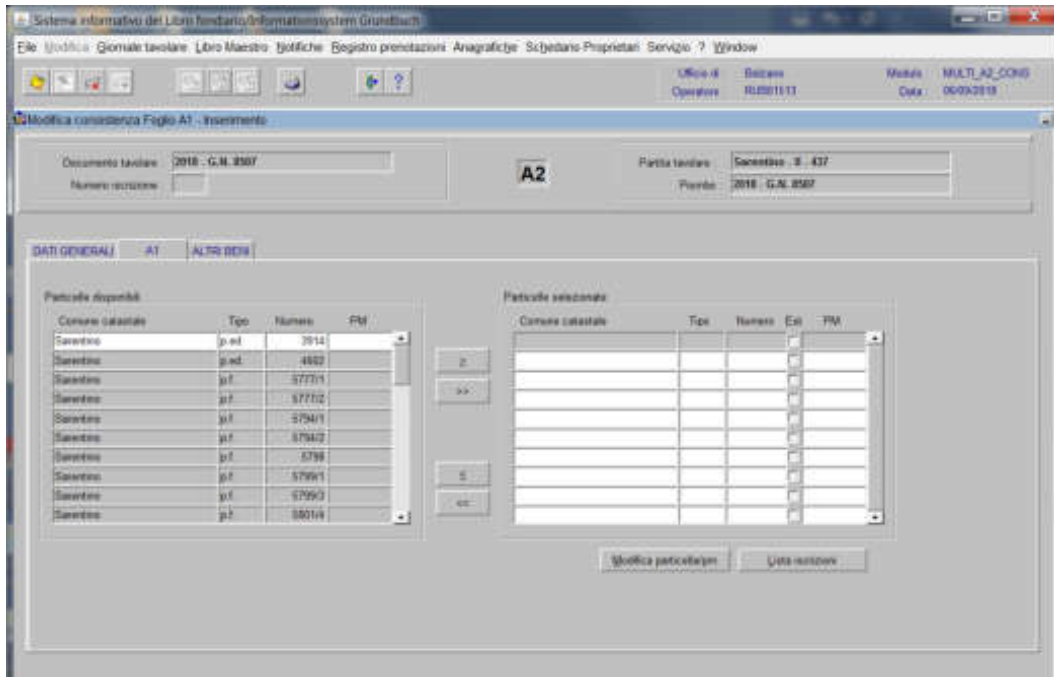 Sistema informativo del Libro fondiario/Informationssystem Grundbuch
File Modifica Giornale tavolare Libro Maestro Notifiche Registro prenotazioni Anagrafiche Schedario Proprietari Servizio ? Window
Ufficio di Bolzano Modulo MULTI_A2_CONS
Operatore Data 06/09/2018
Modifica consistenza Foglio A1 - Inserimento
Documento tavolare 2018 . G.N. 8507 A2 Partita tavolare Sarentino . II . 437
Numero iscrizione Piombo 2018 . G.N. 8507
DATI GENERALI A1 ALTRI BENI
Particelle disponibili Particelle selezionate
Comune catastale Tipo Numero PM Comune catastale Tipo Numero Est PM
Sarentino p.ed. 3914
Sarentino p.ed. 4602 >
Sarentino p.f. 5777/1 >>
Sarentino p.f. 5777/2
Sarentino p.f. 5794/1
Sarentino p.f. 5794/2
Sarentino p.f. 5798
Sarentino p.f. 5799/1
Sarentino p.f. 5799/3 <<
Sarentino p.f. 5801/4
Modifica particella/pm Lista iscrizioni